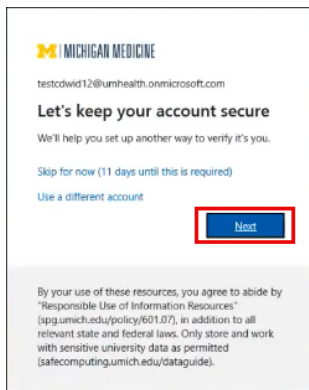 M | MICHIGAN MEDICINE
testcdwid12@umhealth.onmicrosoft.com
Let's keep your account secure
We'll help you set up another way to verify it's you.
Skip for now (11 days until this is required)
Use a different account
Next
By your use of these resources, you agree to abide by
"Responsible Use of Information Resources"
(spg.umich.edu/policy/601.07), in addition to all
relevant state and federal laws. Only store and work
with sensitive university data as permitted
(safecomputing.umich.edu/dataguide).